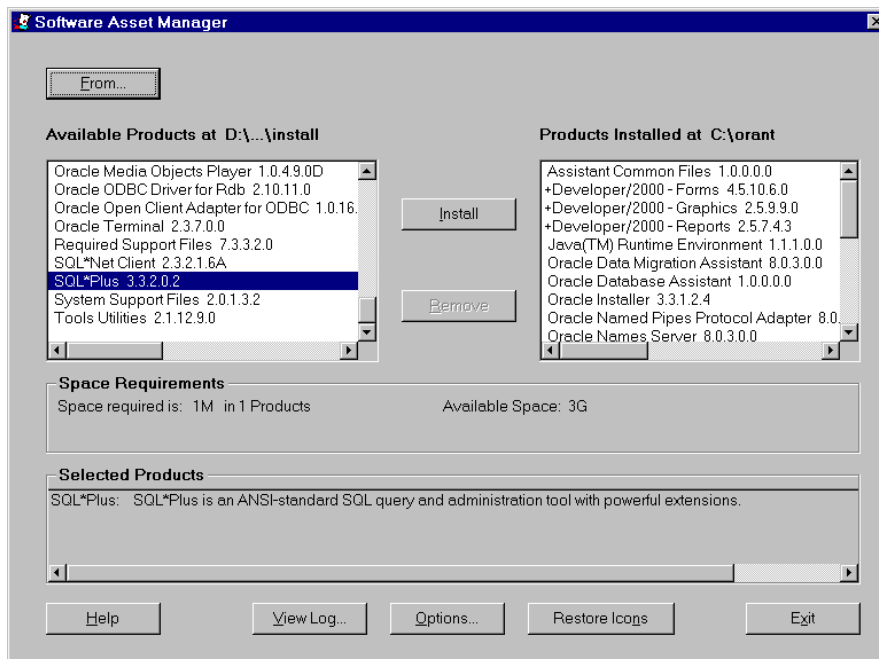 Software Asset Manager
From...
Available Products at D:\...\install
Products Installed at C:\orant
Oracle Media Objects Player 1.0.4.9.0D
Oracle ODBC Driver for Rdb 2.10.11.0
Oracle Open Client Adapter for ODBC 1.0.16.
Oracle Terminal 2.3.7.0.0
Required Support Files 7.3.3.2.0
SQL*Net Client 2.3.2.1.6A
SQL*Plus 3.3.2.0.2
System Support Files 2.0.1.3.2
Tools Utilities 2.1.12.9.0
Install
Remove
Assistant Common Files 1.0.0.0.0
+Developer/2000 - Forms 4.5.10.6.0
+Developer/2000 - Graphics 2.5.9.9.0
+Developer/2000 - Reports 2.5.7.4.3
Java(TM) Runtime Environment 1.1.1.0.0
Oracle Data Migration Assistant 8.0.3.0.0
Oracle Database Assistant 1.0.0.0.0
Oracle Installer 3.3.1.2.4
Oracle Named Pipes Protocol Adapter 8.0.
Oracle Names Server 8.0.3.0.0
Space Requirements
Space required is: 1M in 1 Products
Available Space: 3G
Selected Products
SQL*Plus: SQL*Plus is an ANSI-standard SQL query and administration tool with powerful extensions.
Help
View Log...
Options...
Restore Icons
Exit